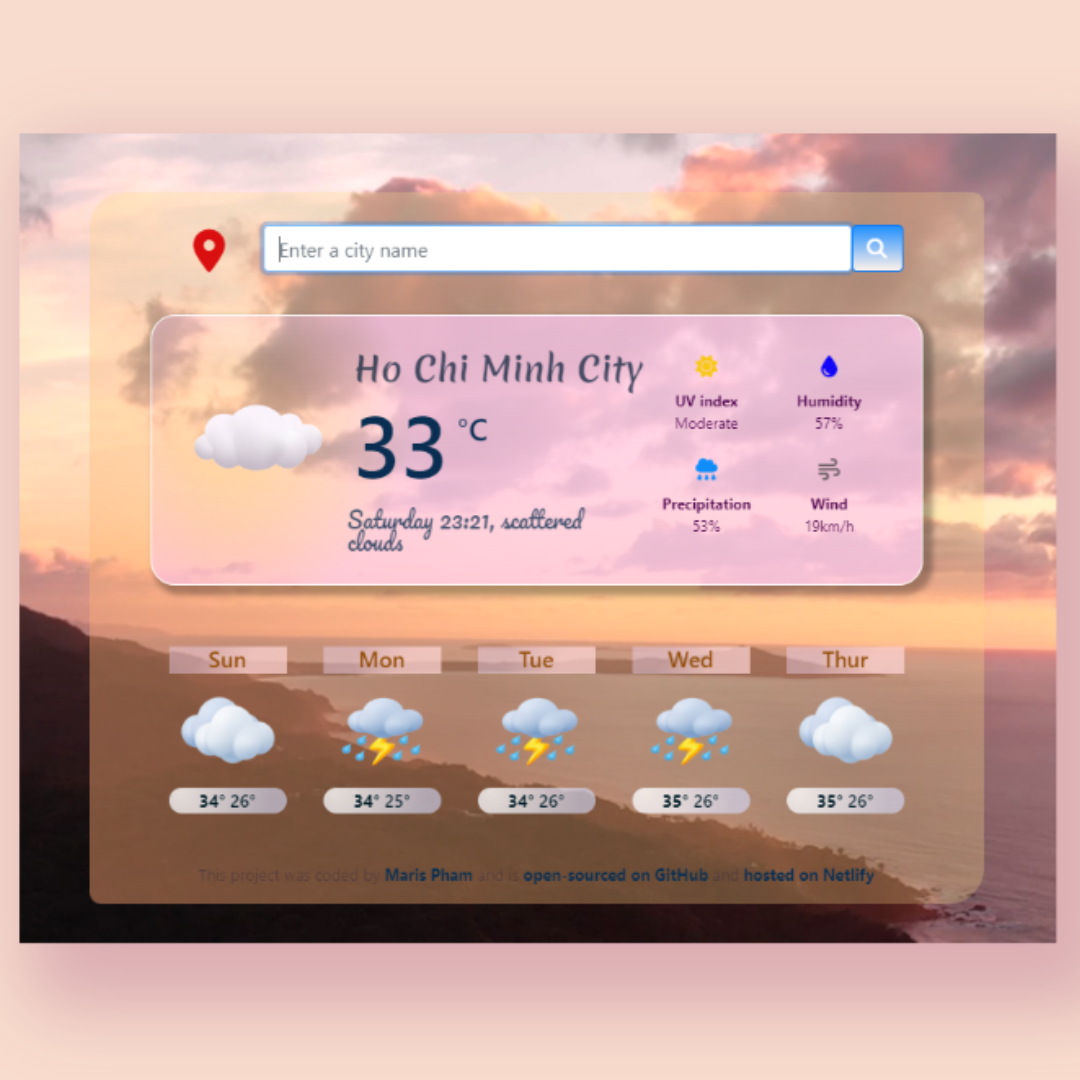 Enter a city name
Ho Chi Minh City
33 °C
Saturday 23:21, scattered
clouds
UV index
Moderate
Humidity
57%
Precipitation
53%
Wind
19km/h
Sun Mon Tue Wed Thur
34° 26° 34° 25° 34° 26° 35° 26° 35° 26°
This project was coded by Maris Pham and is open-sourced on GitHub and hosted on Netlify